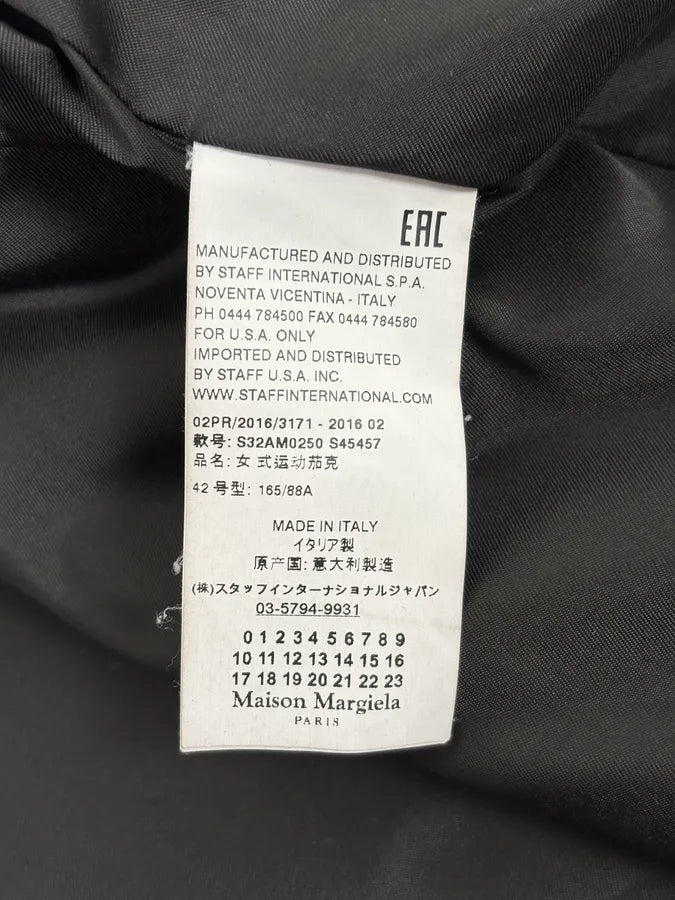 EAC
MANUFACTURED AND DISTRIBUTED
BY STAFF INTERNATIONAL S.P.A.
NOVENTA VICENTINA - ITALY
PH 0444 784500 FAX 0444 784580
FOR U.S.A. ONLY
IMPORTED AND DISTRIBUTED
BY STAFF U.S.A. INC.
WWW.STAFFINTERNATIONAL.COM
02PR/2016/3171 - 2016 02
款号: S32AM0250 S45457
品名: 女 式运动茄克
42 号型: 165/88A
MADE IN ITALY
イタリア製
原产国: 意大利製造
(株)スタッフインターナショナルジャパン
03-5794-9931
0 1 2 3 4 5 6 7 8 9
10 11 12 13 14 15 16
17 18 19 20 21 22 23
Maison Margiela
PARIS